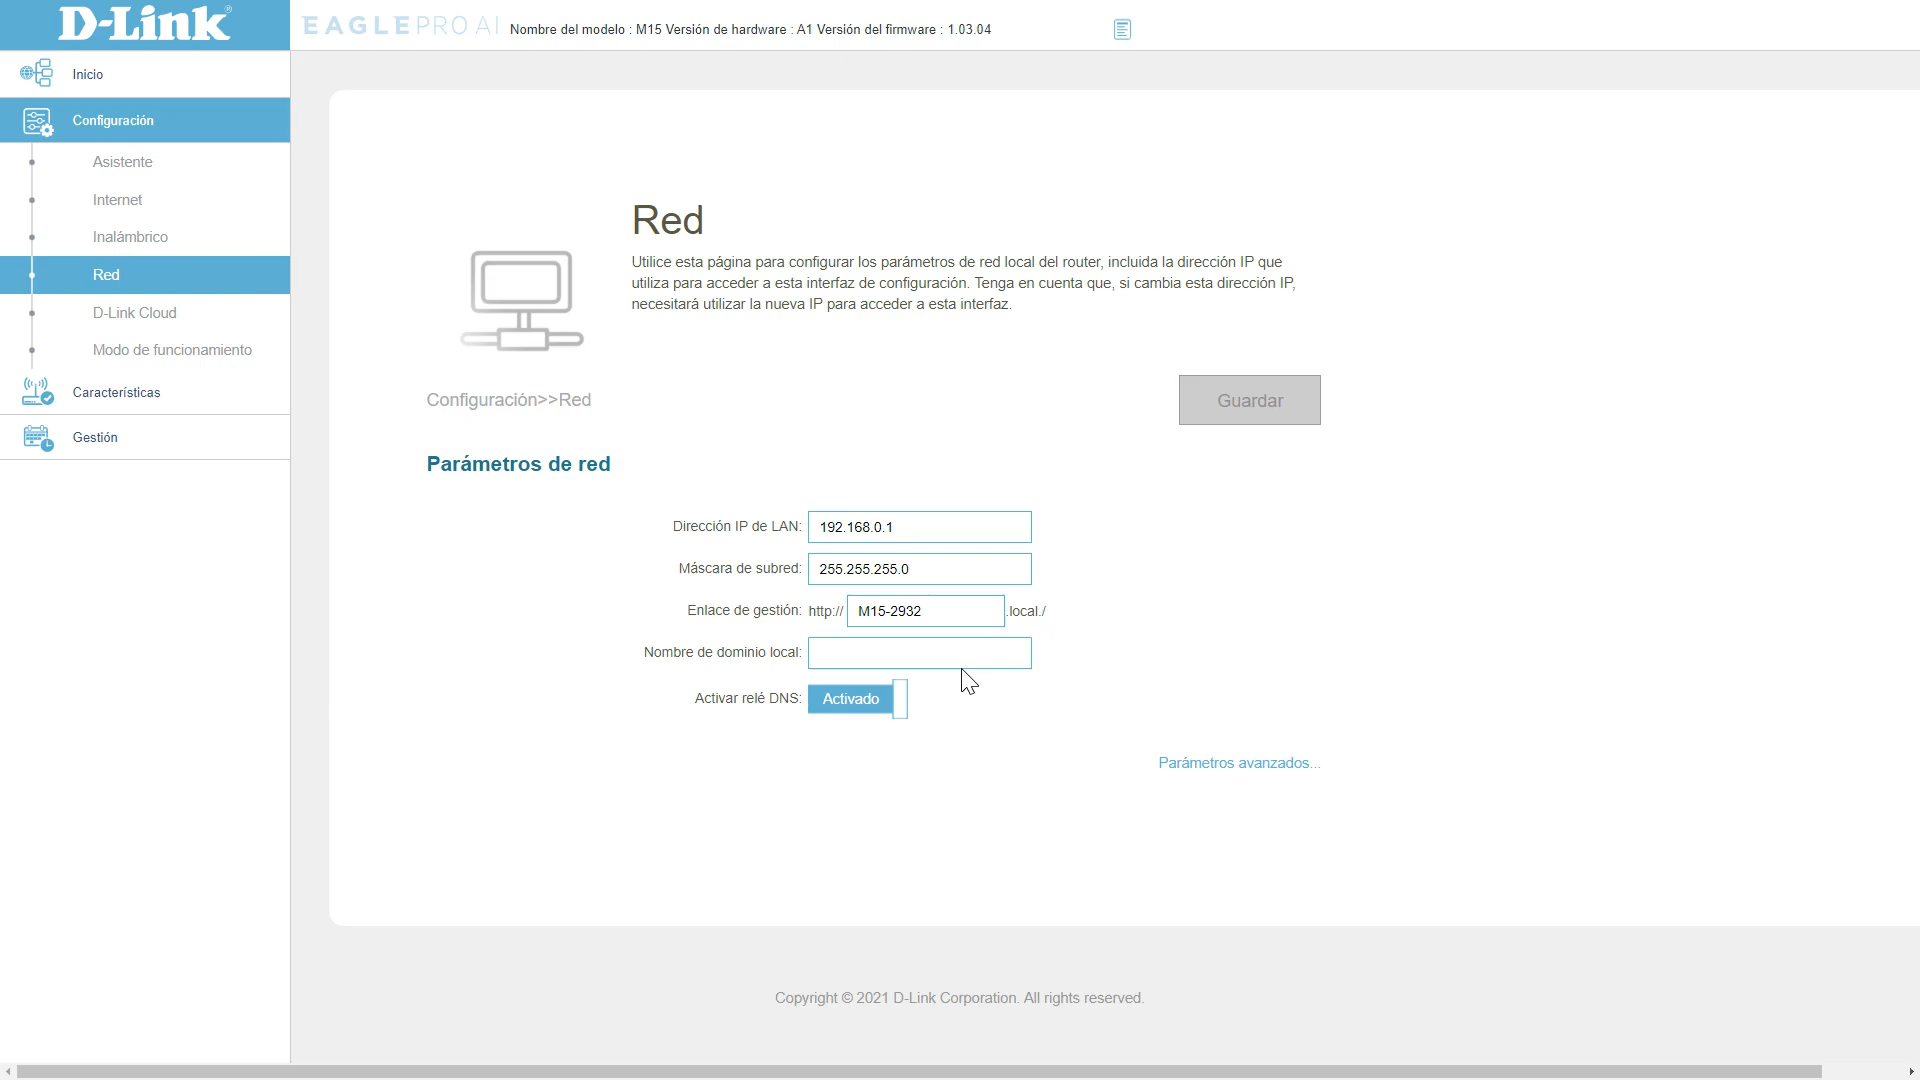 D-Link®
EAGLE PRO AI
Nombre del modelo : M15 Versión de hardware : A1 Versión del firmware : 1.03.04
Inicio
Configuración
Asistente
Internet
Inalámbrico
Red
D-Link Cloud
Modo de funcionamiento
Características
Gestión
Red
Utilice esta página para configurar los parámetros de red local del router, incluida la dirección IP que
utiliza para acceder a esta interfaz de configuración. Tenga en cuenta que, si cambia esta dirección IP,
necesitará utilizar la nueva IP para acceder a esta interfaz.
Configuración>>Red
Guardar
Parámetros de red
Dirección IP de LAN: 192.168.0.1
Máscara de subred: 255.255.255.0
Enlace de gestión: http:// M15-2932 .local./
Nombre de dominio local:
Activar relé DNS: Activado
Parámetros avanzados...
Copyright © 2021 D-Link Corporation. All rights reserved.